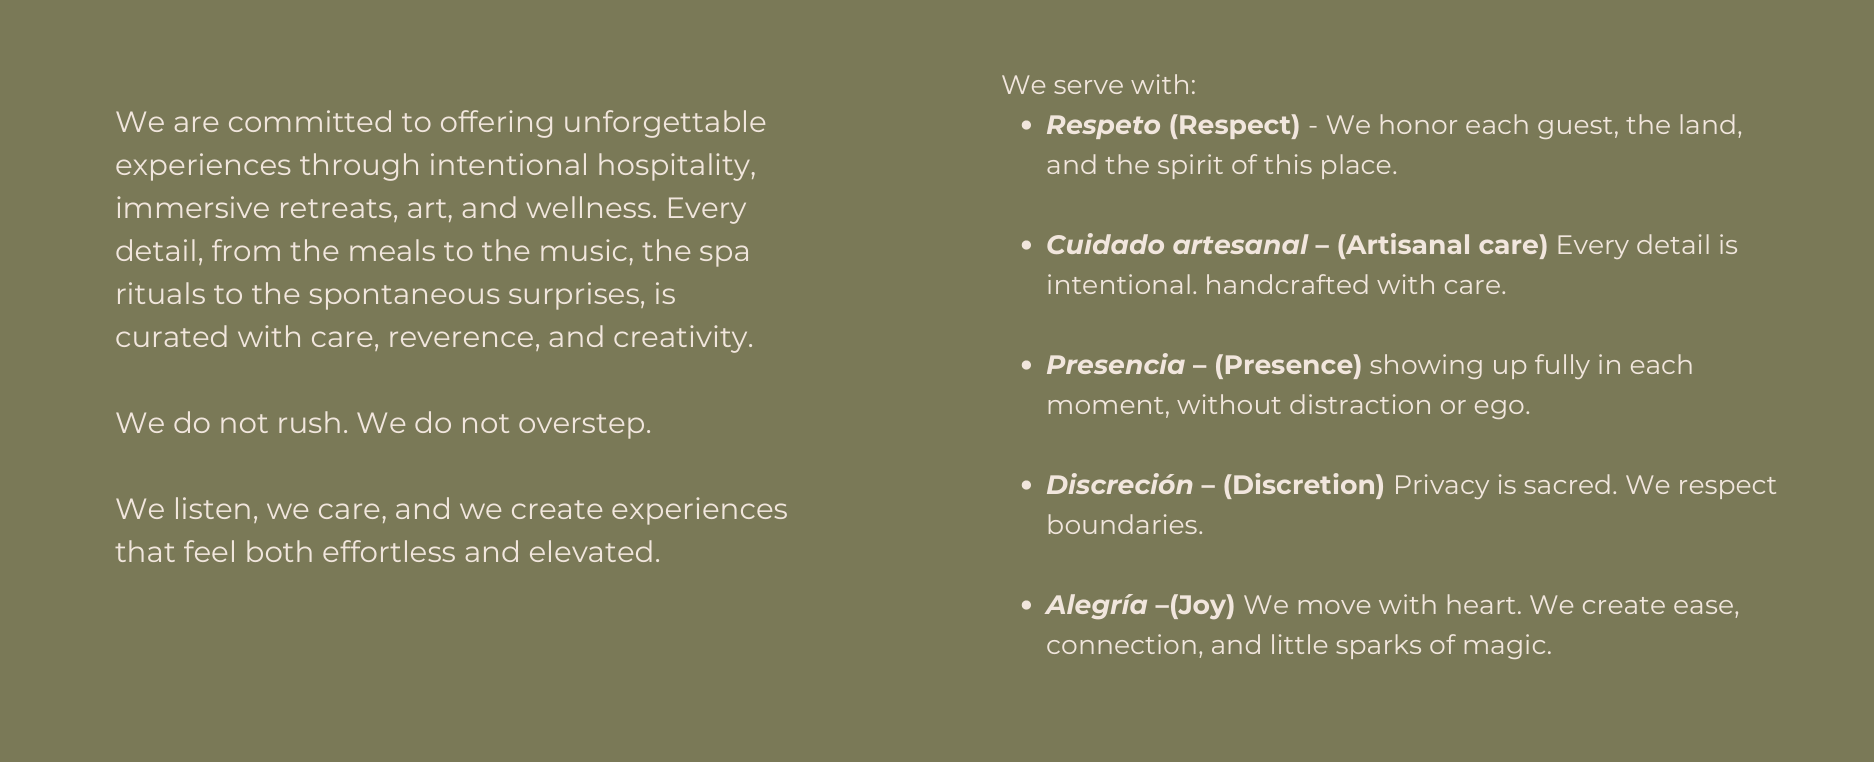 We are committed to offering unforgettable
experiences through intentional hospitality,
immersive retreats, art, and wellness. Every
detail, from the meals to the music, the spa
rituals to the spontaneous surprises, is
curated with care, reverence, and creativity.
We do not rush. We do not overstep.
We listen, we care, and we create experiences
that feel both effortless and elevated.
We serve with:
• Respeto (Respect) - We honor each guest, the land,
and the spirit of this place.
• Cuidado artesanal – (Artisanal care) Every detail is
intentional. handcrafted with care.
• Presencia – (Presence) showing up fully in each
moment, without distraction or ego.
• Discreción – (Discretion) Privacy is sacred. We respect
boundaries.
• Alegría –(Joy) We move with heart. We create ease,
connection, and little sparks of magic.